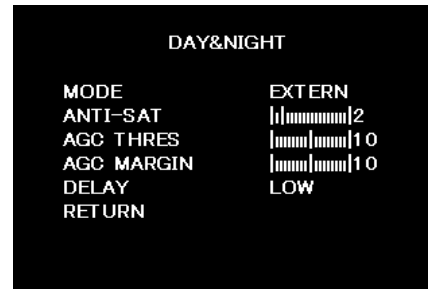 DAY&NIGHT
MODE EXTERN
ANTI-SAT 2
AGC THRES 10
AGC MARGIN 10
DELAY LOW
RETURN